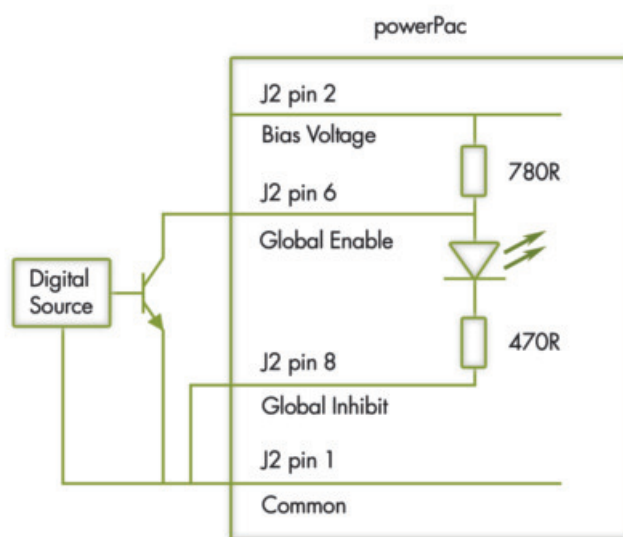 powerPac
J2 pin 2
Bias Voltage
780R
J2 pin 6
Global Enable
Digital
Source
470R
J2 pin 8
Global Inhibit
J2 pin 1
Common